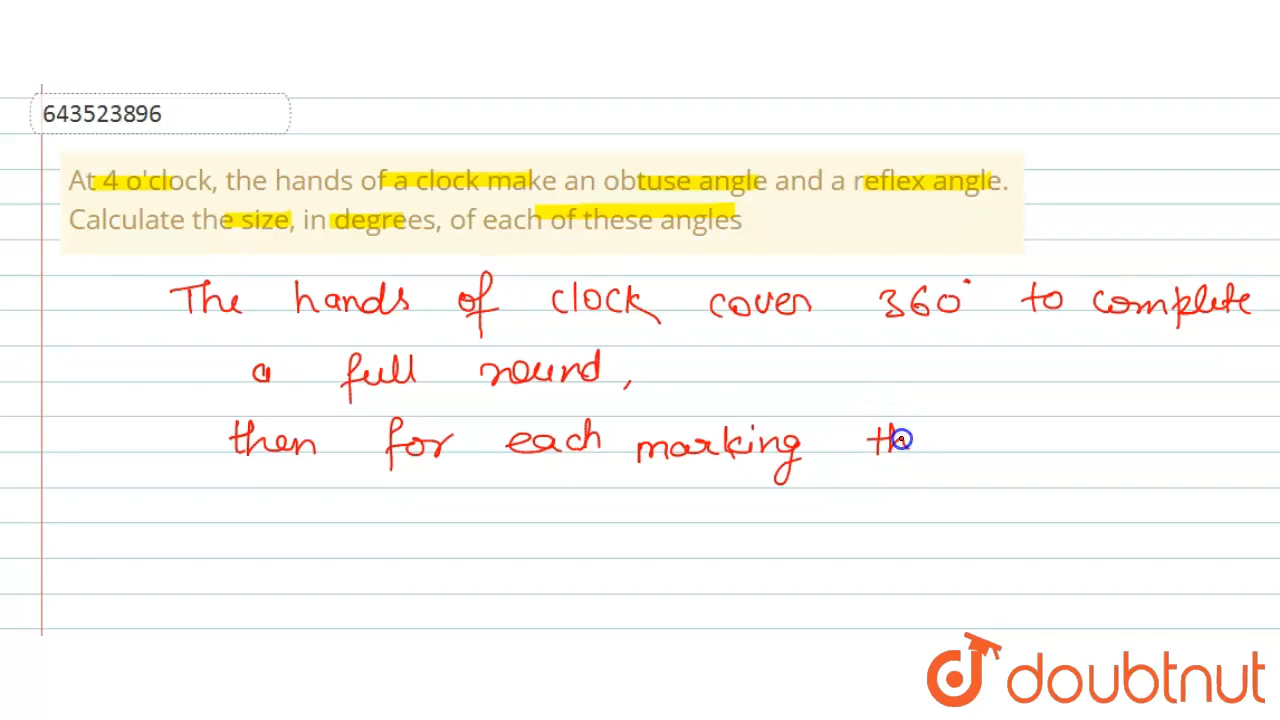 643523896
At 4 o'clock, the hands of a clock make an obtuse angle and a reflex angle.
Calculate the size, in degrees, of each of these angles
The hands of clock cover 360° to complete
a full round,
then for each marking th
doubtnut